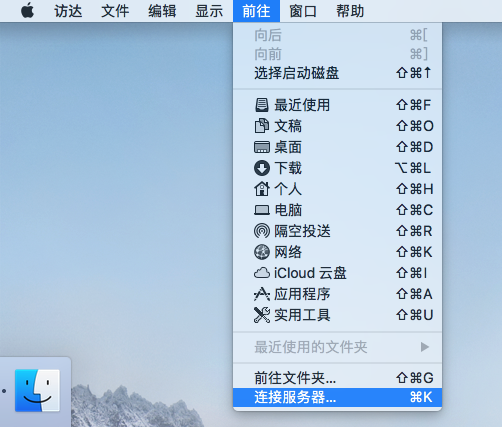 访达 文件 编辑 显示 前往 窗口 帮助
向后 ⌘[
向前 ⌘]
选择启动磁盘 ⇧⌘↑
最近使用 ⇧⌘F
文稿 ⇧⌘O
桌面 ⇧⌘D
下载 ⌥⌘L
个人 ⇧⌘H
电脑 ⇧⌘C
隔空投送 ⇧⌘R
网络 ⇧⌘K
iCloud 云盘 ⇧⌘I
应用程序 ⇧⌘A
实用工具 ⇧⌘U
最近使用的文件夹 ▶
前往文件夹... ⇧⌘G
连接服务器... ⌘K